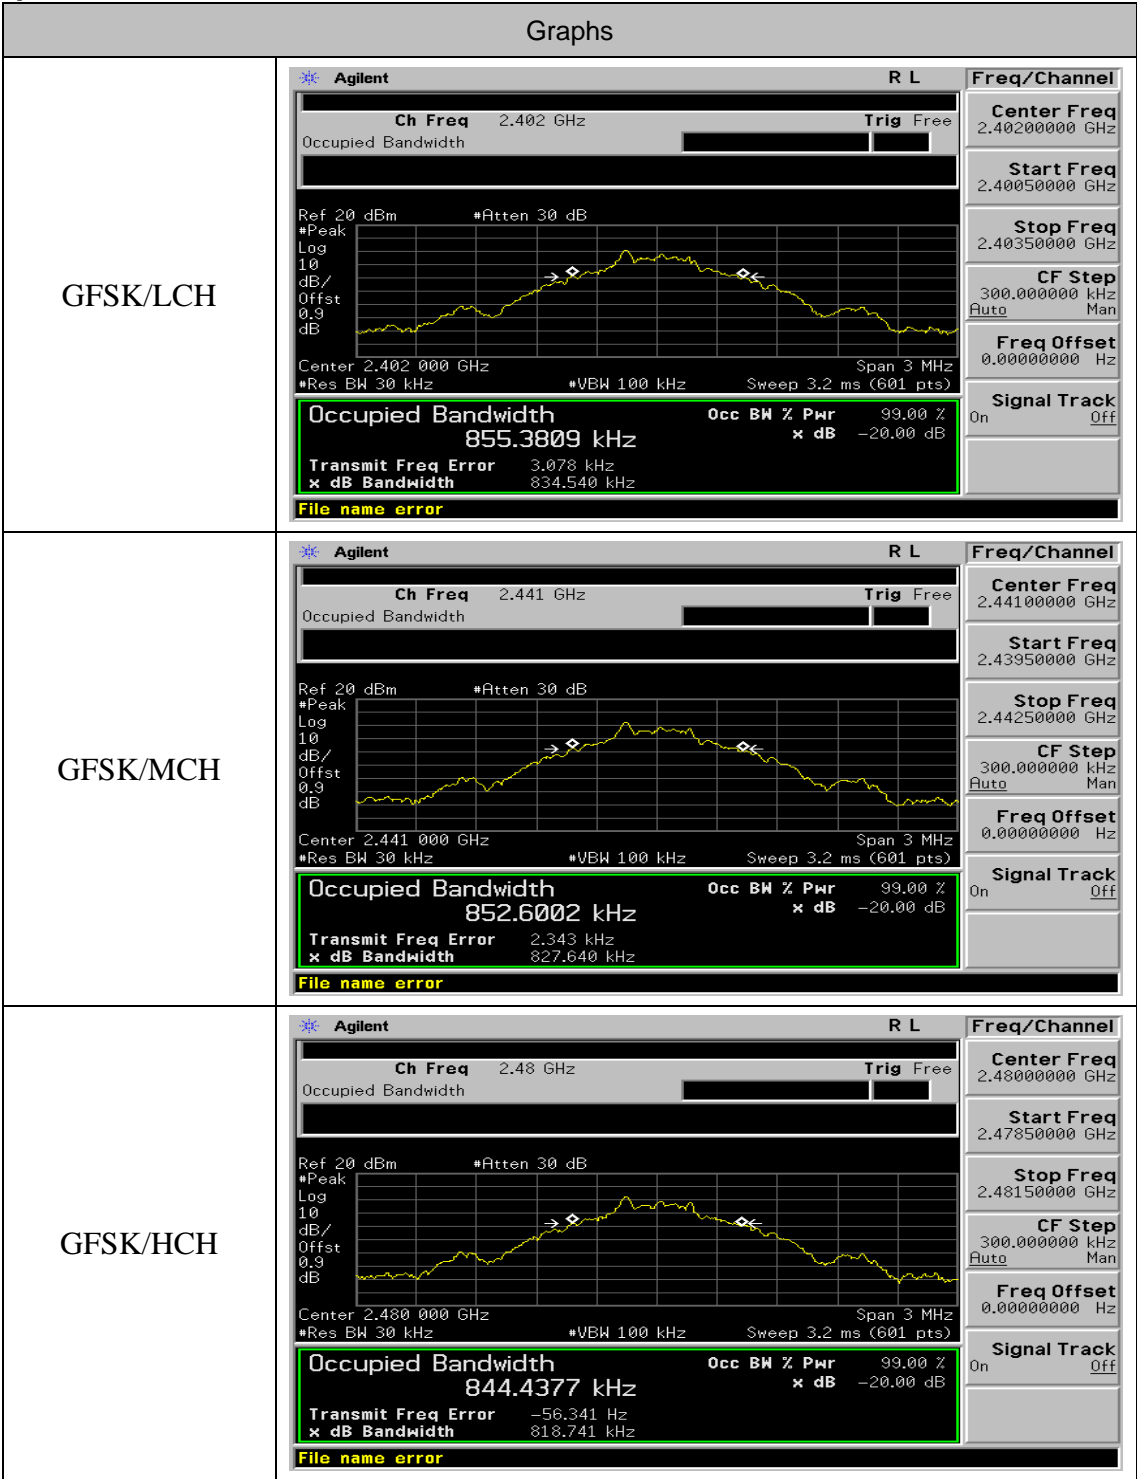 Graphs
GFSK/LCH
Agilent R L Freq/Channel
Ch Freq 2.402 GHz Trig Free
Occupied Bandwidth
Center Freq
2.40200000 GHz
Start Freq
2.40050000 GHz
Stop Freq
2.40350000 GHz
CF Step
300.000000 kHz
Auto Man
Freq Offset
0.00000000 Hz
Signal Track
On Off
Ref 20 dBm #Atten 30 dB
#Peak
Log
10
dB/
Offst
0.9
dB
Center 2.402 000 GHz Span 3 MHz
#Res BW 30 kHz #VBW 100 kHz Sweep 3.2 ms (601 pts)
Occupied Bandwidth Occ BW % Pwr 99.00 %
855.3809 kHz x dB -20.00 dB
Transmit Freq Error 3.078 kHz
x dB Bandwidth 834.540 kHz
File name error
GFSK/MCH
Agilent R L Freq/Channel
Ch Freq 2.441 GHz Trig Free
Occupied Bandwidth
Center Freq
2.44100000 GHz
Start Freq
2.43950000 GHz
Stop Freq
2.44250000 GHz
CF Step
300.000000 kHz
Auto Man
Freq Offset
0.00000000 Hz
Signal Track
On Off
Ref 20 dBm #Atten 30 dB
#Peak
Log
10
dB/
Offst
0.9
dB
Center 2.441 000 GHz Span 3 MHz
#Res BW 30 kHz #VBW 100 kHz Sweep 3.2 ms (601 pts)
Occupied Bandwidth Occ BW % Pwr 99.00 %
852.6002 kHz x dB -20.00 dB
Transmit Freq Error 2.343 kHz
x dB Bandwidth 827.640 kHz
File name error
GFSK/HCH
Agilent R L Freq/Channel
Ch Freq 2.48 GHz Trig Free
Occupied Bandwidth
Center Freq
2.48000000 GHz
Start Freq
2.47850000 GHz
Stop Freq
2.48150000 GHz
CF Step
300.000000 kHz
Auto Man
Freq Offset
0.00000000 Hz
Signal Track
On Off
Ref 20 dBm #Atten 30 dB
#Peak
Log
10
dB/
Offst
0.9
dB
Center 2.480 000 GHz Span 3 MHz
#Res BW 30 kHz #VBW 100 kHz Sweep 3.2 ms (601 pts)
Occupied Bandwidth Occ BW % Pwr 99.00 %
844.4377 kHz x dB -20.00 dB
Transmit Freq Error -56.341 Hz
x dB Bandwidth 818.741 kHz
File name error